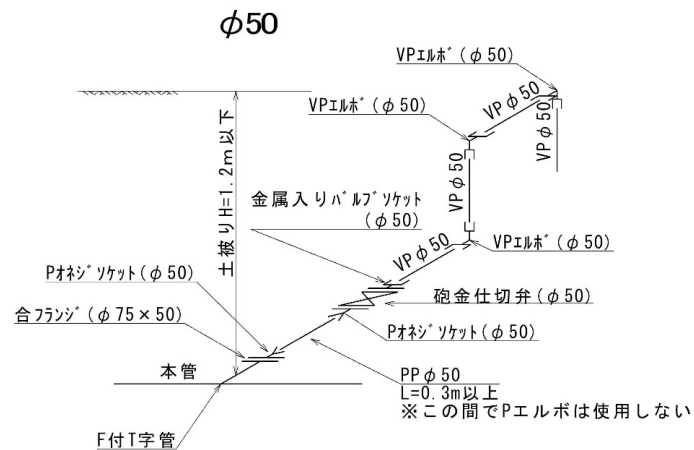 φ50
VPエルボ(φ50)
VPエルボ(φ50)
VPφ50
VPφ50
土被りH=1.2m以下
VPφ50
金属入りバルブソケット
(φ50)
VPφ50
VPエルボ(φ50)
Pオネジソケット(φ50)
砲金仕切弁(φ50)
合フランジ(φ75×50)
Pオネジソケット(φ50)
本管
PPφ50
L=0.3m以上
※この間でPエルボは使用しない
F付T字管